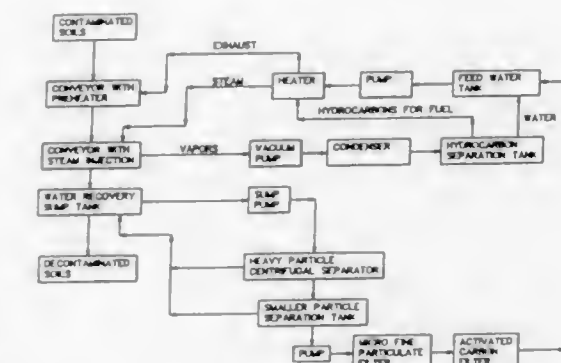 CONTAMINATED
SOILS
EXHAUST
CONVEYOR WITH
PREHEATER
STEAM
HEATER
PUMP
FEED WATER
TANK
HYDROCARBONS FOR FUEL
WATER
CONVEYOR WITH
STEAM INJECTION
VAPORS
VACUUM
PUMP
CONDENSER
HYDROCARBON
SEPARATION TANK
WATER RECOVERY
SUMP TANK
SUMP
PUMP
DECONTAMINATED
SOILS
HEAVY PARTICLE
CENTRIFUGAL SEPARATOR
SMALLER PARTICLE
SEPARATION TANK
PUMP
MICRO FINE
PARTICULATE
FILTER
ACTIVATED
CARBON
FILTER